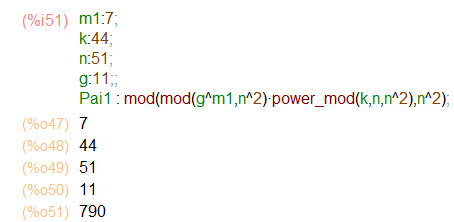 (%i51) m1:7;
k:44;
n:51;
g:11;;
Pai1 : mod(mod(g^m1,n^2)·power_mod(k,n,n^2),n^2);
(%o47) 7
(%o48) 44
(%o49) 51
(%o50) 11
(%o51) 790